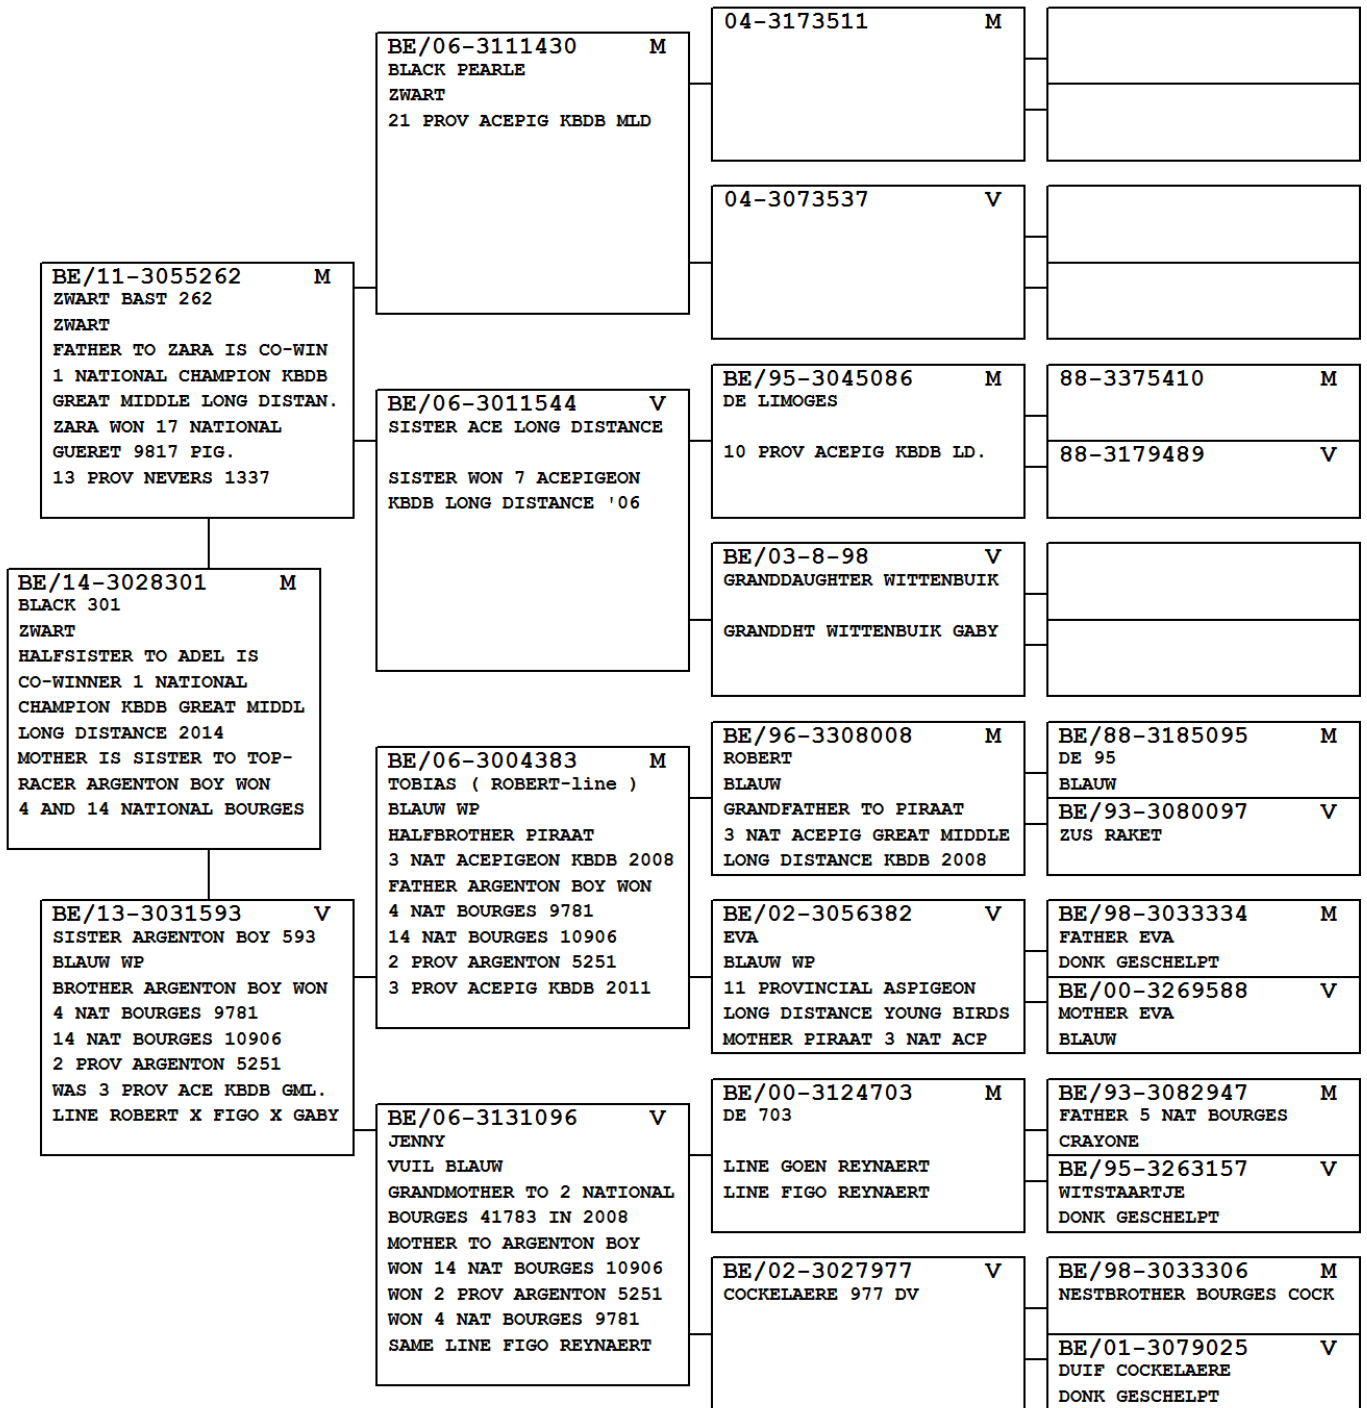 BE/14-3028301 M
BLACK 301
ZWART
HALFSISTER TO ADEL IS
CO-WINNER 1 NATIONAL
CHAMPION KBDB GREAT MIDDL
LONG DISTANCE 2014
MOTHER IS SISTER TO TOP-
RACER ARGENTON BOY WON
4 AND 14 NATIONAL BOURGES
BE/11-3055262 M
ZWART BAST 262
ZWART
FATHER TO ZARA IS CO-WIN
1 NATIONAL CHAMPION KBDB
GREAT MIDDLE LONG DISTAN.
ZARA WON 17 NATIONAL
GUERET 9817 PIG.
13 PROV NEVERS 1337
BE/13-3031593 V
SISTER ARGENTON BOY 593
BLAUW WP
BROTHER ARGENTON BOY WON
4 NAT BOURGES 9781
14 NAT BOURGES 10906
2 PROV ARGENTON 5251
WAS 3 PROV ACE KBDB GML.
LINE ROBERT X FIGO X GABY
BE/06-3111430 M
BLACK PEARLE
ZWART
21 PROV ACEPIG KBDB MLD
BE/06-3011544 V
SISTER ACE LONG DISTANCE
SISTER WON 7 ACEPIGEON
KBDB LONG DISTANCE '06
BE/06-3004383 M
TOBIAS ( ROBERT-line )
BLAUW WP
HALFBROTHER PIRAAT
3 NAT ACEPIGEON KBDB 2008
FATHER ARGENTON BOY WON
4 NAT BOURGES 9781
14 NAT BOURGES 10906
2 PROV ARGENTON 5251
3 PROV ACEPIG KBDB 2011
BE/06-3131096 V
JENNY
VUIL BLAUW
GRANDMOTHER TO 2 NATIONAL
BOURGES 41783 IN 2008
MOTHER TO ARGENTON BOY
WON 14 NAT BOURGES 10906
WON 2 PROV ARGENTON 5251
WON 4 NAT BOURGES 9781
SAME LINE FIGO REYNAERT
04-3173511 M
04-3073537 V
BE/95-3045086 M
DE LIMOGES
10 PROV ACEPIG KBDB LD.
BE/03-8-98 V
GRANDDAUGHTER WITTENBUIK
GRANDDHT WITTENBUIK GABY
BE/96-3308008 M
ROBERT
BLAUW
GRANDFATHER TO PIRAAT
3 NAT ACEPIG GREAT MIDDLE
LONG DISTANCE KBDB 2008
BE/02-3056382 V
EVA
BLAUW WP
11 PROVINCIAL ASPIGEON
LONG DISTANCE YOUNG BIRDS
MOTHER PIRAAT 3 NAT ACP
BE/00-3124703 M
DE 703
LINE GOEN REYNAERT
LINE FIGO REYNAERT
BE/02-3027977 V
COCKELAERE 977 DV
88-3375410 M
88-3179489 V
BE/88-3185095 M
DE 95
BLAUW
BE/93-3080097 V
ZUS RAKET
BE/98-3033334 M
FATHER EVA
DONK GESCHELPT
BE/00-3269588 V
MOTHER EVA
BLAUW
BE/93-3082947 M
FATHER 5 NAT BOURGES
CRAYONE
BE/95-3263157 V
WITSTAARTJE
DONK GESCHELPT
BE/98-3033306 M
NESTBROTHER BOURGES COCK
BE/01-3079025 V
DUIF COCKELAERE
DONK GESCHELPT